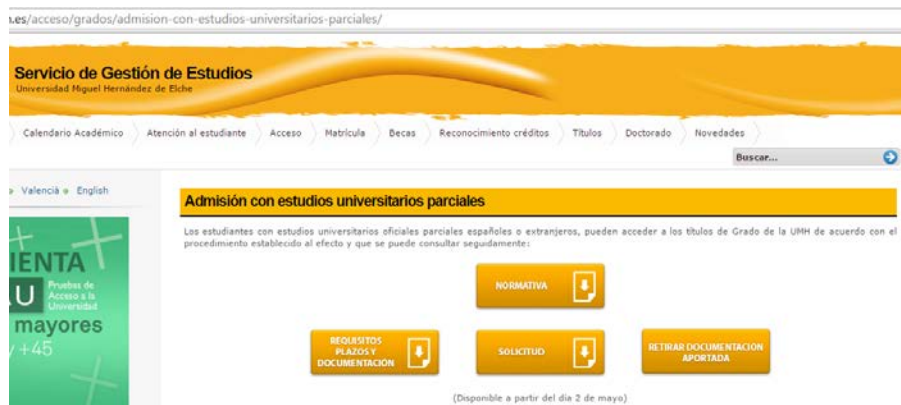 n.es/acceso/grados/admision-con-estudios-universitarios-parciales/
Servicio de Gestión de Estudios
Universidad Miguel Hernández de Elche
Calendario Académico Atención al estudiante Acceso Matrícula Becas Reconocimiento créditos Títulos Doctorado Novedades
Buscar...
Valencià English
Admisión con estudios universitarios parciales
Los estudiantes con estudios universitarios oficiales parciales españoles o extranjeros, pueden acceder a los títulos de Grado de la UMH de acuerdo con el
procedimiento establecido al efecto y que se puede consultar seguidamente:
IENTA
AU
Pruebas de
Acceso a la
Universidad
mayores
+45
NORMATIVA
REQUISITOS
PLAZOS Y
DOCUMENTACIÓN
SOLICITUD
RETIRAR DOCUMENTACIÓN
APORTADA
(Disponible a partir del día 2 de mayo)